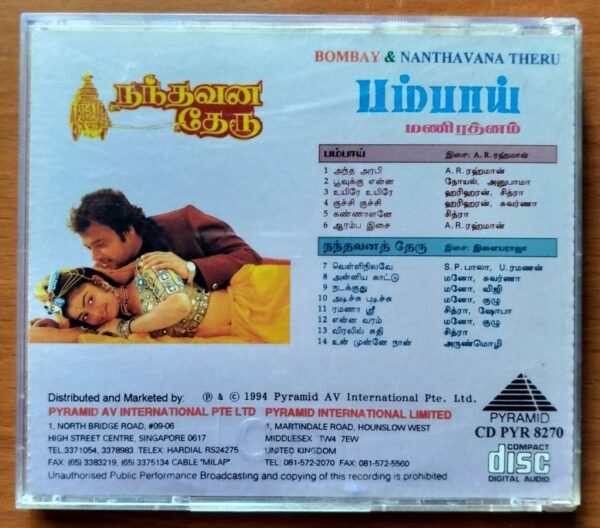 BOMBAY & NANTHAVANA THERU
நந்தவன
தேரு
பம்பாய்
மணிரத்னம்
பம்பாய் இசை: A.R. ரஹ்மான்
1 அந்த அரபி A.R. ரஹ்மான்
2 பூவுக்கு என்ன நோயல், அனுபாமா
3 உயிரே உயிரே ஹரிஹரன், சித்ரா
4 குச்சி குச்சி ஹரிஹரன், சுவர்ணா
5 கண்ணாளனே சித்ரா
6 ஆரம்ப இசை A.R. ரஹ்மான்
நந்தவனத் தேரு இசை: இளையராஜா
7 வெள்ளிநிலவே S.P. பாலா, U. ரமணன்
8 அன்னிய காட்டு மனோ, சுவர்ணா
9 நடக்குது மனோ, விஜி
10 அடிச்சு புடிச்சு மனோ, குழு
11 ரமணா ஸ்ரீ சித்ரா, ஷோபா
12 என்ன வரம் மனோ, குழு
13 விரலில் சுதி சித்ரா, குழு
14 உன் முன்னே நான் அருண்மொழி
Distributed and Marketed by: ℗ & © 1994 Pyramid AV International Pte. Ltd.
PYRAMID AV INTERNATIONAL PTE LTD PYRAMID INTERNATIONAL LIMITED
1, NORTH BRIDGE ROAD, #09-06 1, MARTINDALE ROAD, HOUNSLOW WEST
HIGH STREET CENTRE, SINGAPORE 0617 MIDDLESEX TW4 7EW
TEL:3371054, 3378983 TELEX: HARDIAL RS24275 UNITED KINGDOM
FAX (65) 3383219, (65) 3375134 CABLE "MILAP" TEL: 081-572-2070 FAX: 081-572-5560
Unauthorised Public Performance Broadcasting and copying of this recording is prohibited.
PYRAMID
CD PYR 8270
COMPACT
disc
DIGITAL AUDIO